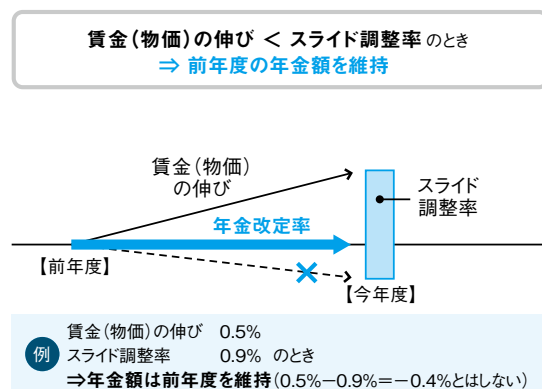 賃金(物価)の伸び < スライド調整率 のとき
⇒ 前年度の年金額を維持
賃金(物価)
の伸び
スライド
調整率
年金改定率
【前年度】
【今年度】
例
賃金(物価)の伸び 0.5%
スライド調整率 0.9% のとき
⇒年金額は前年度を維持(0.5%−0.9%=−0.4%とはしない)